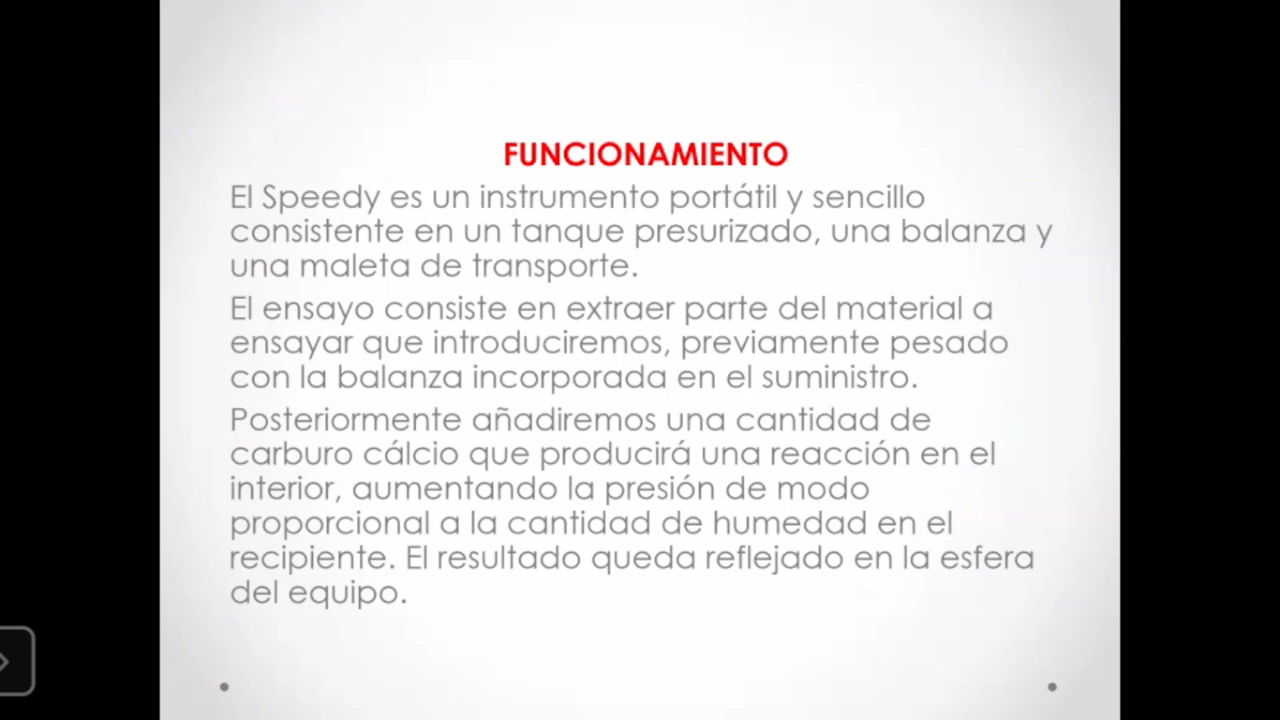 FUNCIONAMIENTO
El Speedy es un instrumento portátil y sencillo
consistente en un tanque presurizado, una balanza y
una maleta de transporte.
El ensayo consiste en extraer parte del material a
ensayar que introduciremos, previamente pesado
con la balanza incorporada en el suministro.
Posteriormente añadiremos una cantidad de
carburo cálcio que producirá una reacción en el
interior, aumentando la presión de modo
proporcional a la cantidad de humedad en el
recipiente. El resultado queda reflejado en la esfera
del equipo.